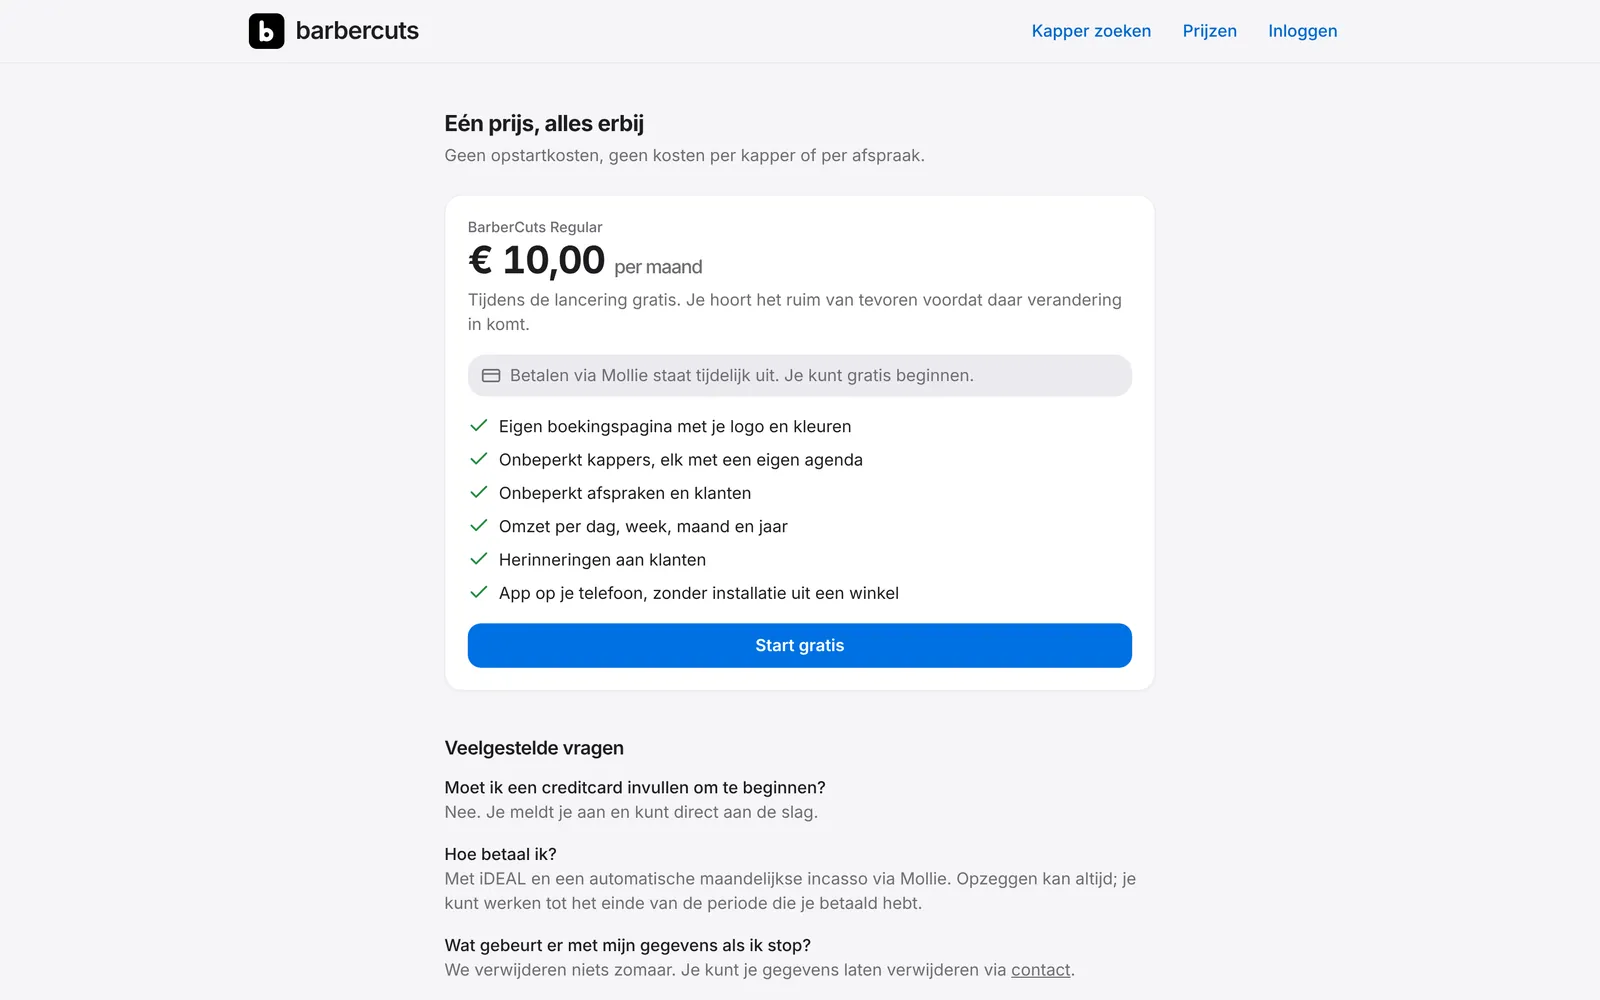 b barbercuts
Kapper zoeken
Prijzen
Inloggen
Eén prijs, alles erbij
Geen opstartkosten, geen kosten per kapper of per afspraak.
BarberCuts Regular
€ 10,00 per maand
Tijdens de lancering gratis. Je hoort het ruim van tevoren voordat daar verandering
in komt.
Betalen via Mollie staat tijdelijk uit. Je kunt gratis beginnen.
Eigen boekingspagina met je logo en kleuren
Onbeperkt kappers, elk met een eigen agenda
Onbeperkt afspraken en klanten
Omzet per dag, week, maand en jaar
Herinneringen aan klanten
App op je telefoon, zonder installatie uit een winkel
Start gratis
Veelgestelde vragen
Moet ik een creditcard invullen om te beginnen?
Nee. Je meldt je aan en kunt direct aan de slag.
Hoe betaal ik?
Met iDEAL en een automatische maandelijkse incasso via Mollie. Opzeggen kan altijd; je
kunt werken tot het einde van de periode die je betaald hebt.
Wat gebeurt er met mijn gegevens als ik stop?
We verwijderen niets zomaar. Je kunt je gegevens laten verwijderen via contact.